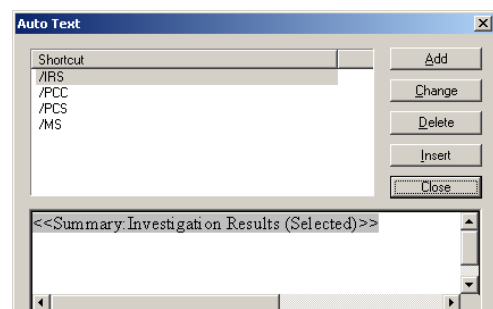 Auto Text
Shortcut
/IRS
/PCC
/PCS
/MS
Add
Change
Delete
Insert
Close
<<Summary:Investigation Results (Selected)>>